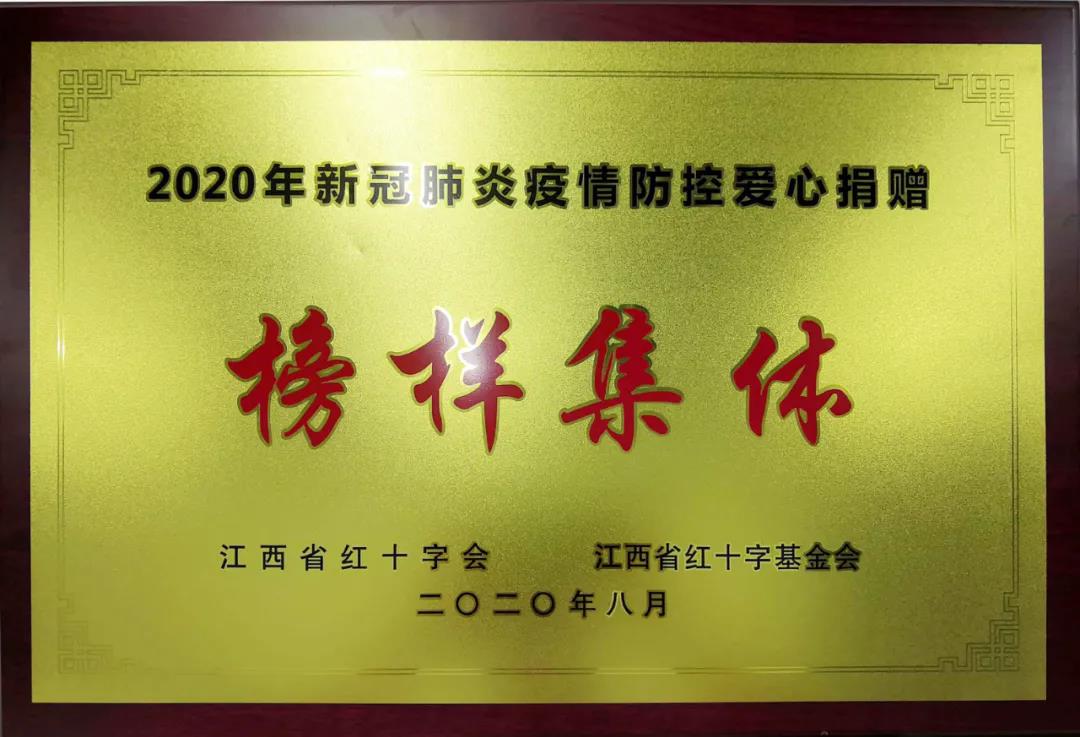 2020年新冠肺炎疫情防控爱心捐赠
榜样集体
江西省红十字会 江西省红十字基金会
二〇二〇年八月